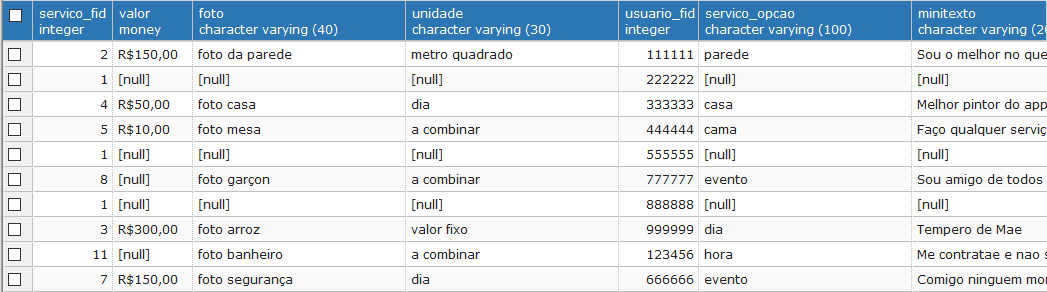 servico_fid valor foto unidade usuario_fid servico_opcao minitexto
integer money character varying (40) character varying (30) integer character varying (100) character varying (20
2 R$150,00 foto da parede metro quadrado 111111 parede Sou o melhor no que
1 [null] [null] [null] 222222 [null] [null]
4 R$50,00 foto casa dia 333333 casa Melhor pintor do app
5 R$10,00 foto mesa a combinar 444444 cama Faço qualquer serviç
1 [null] [null] [null] 555555 [null] [null]
8 [null] foto garçon a combinar 777777 evento Sou amigo de todos
1 [null] [null] [null] 888888 [null] [null]
3 R$300,00 foto arroz valor fixo 999999 dia Tempero de Mae
11 [null] foto banheiro a combinar 123456 hora Me contratae e nao s
7 R$150,00 foto segurança dia 666666 evento Comigo ninguem mor